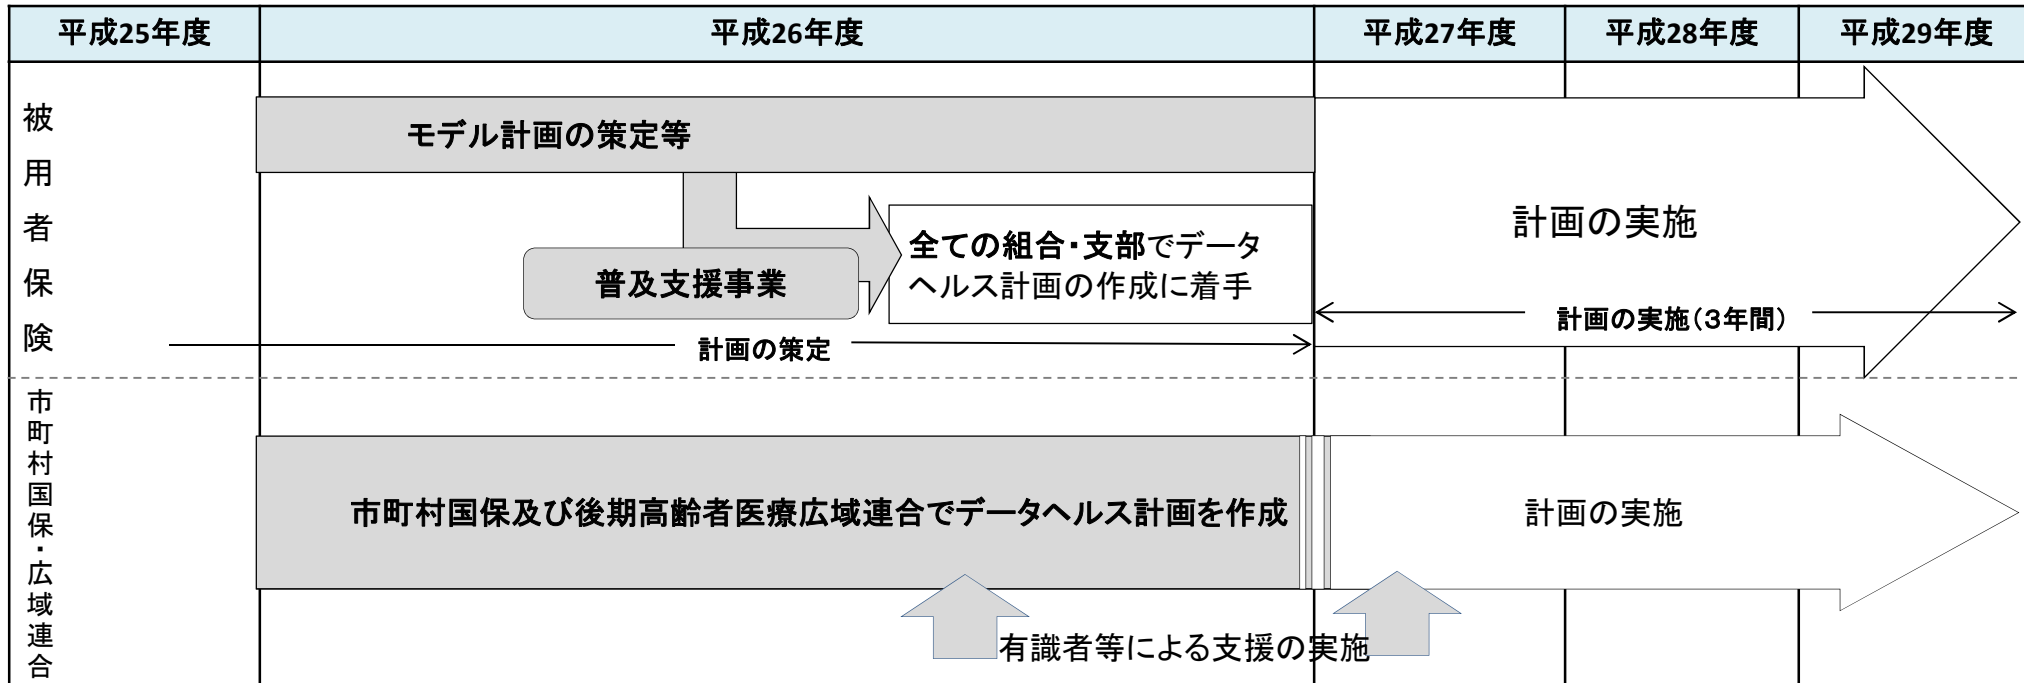 平成25年度
平成26年度
平成27年度
平成28年度
平成29年度
被用者保険
モデル計画の策定等
普及支援事業
全ての組合・支部でデータ
ヘルス計画の作成に着手
計画の実施
計画の実施(3年間)
計画の策定
市町村国保・広域連合
市町村国保及び後期高齢者医療広域連合でデータヘルス計画を作成
計画の実施
有識者等による支援の実施